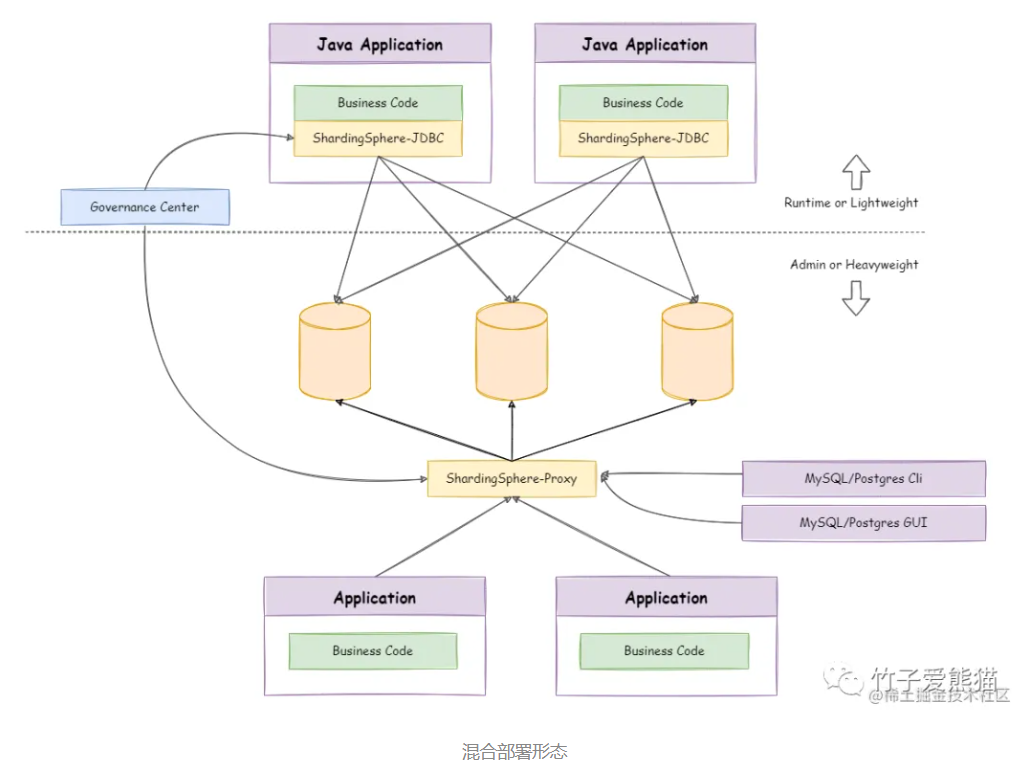 Java Application
Java Application
Business Code
Business Code
ShardingSphere-JDBC
ShardingSphere-JDBC
Governance Center
Runtime or Lightweight
Admin or Heavyweight
ShardingSphere-Proxy
MySQL/Postgres Cli
MySQL/Postgres GUI
Application
Application
Business Code
Business Code
竹子爱熊猫
@稀土掘金技术社区
混合部署形态